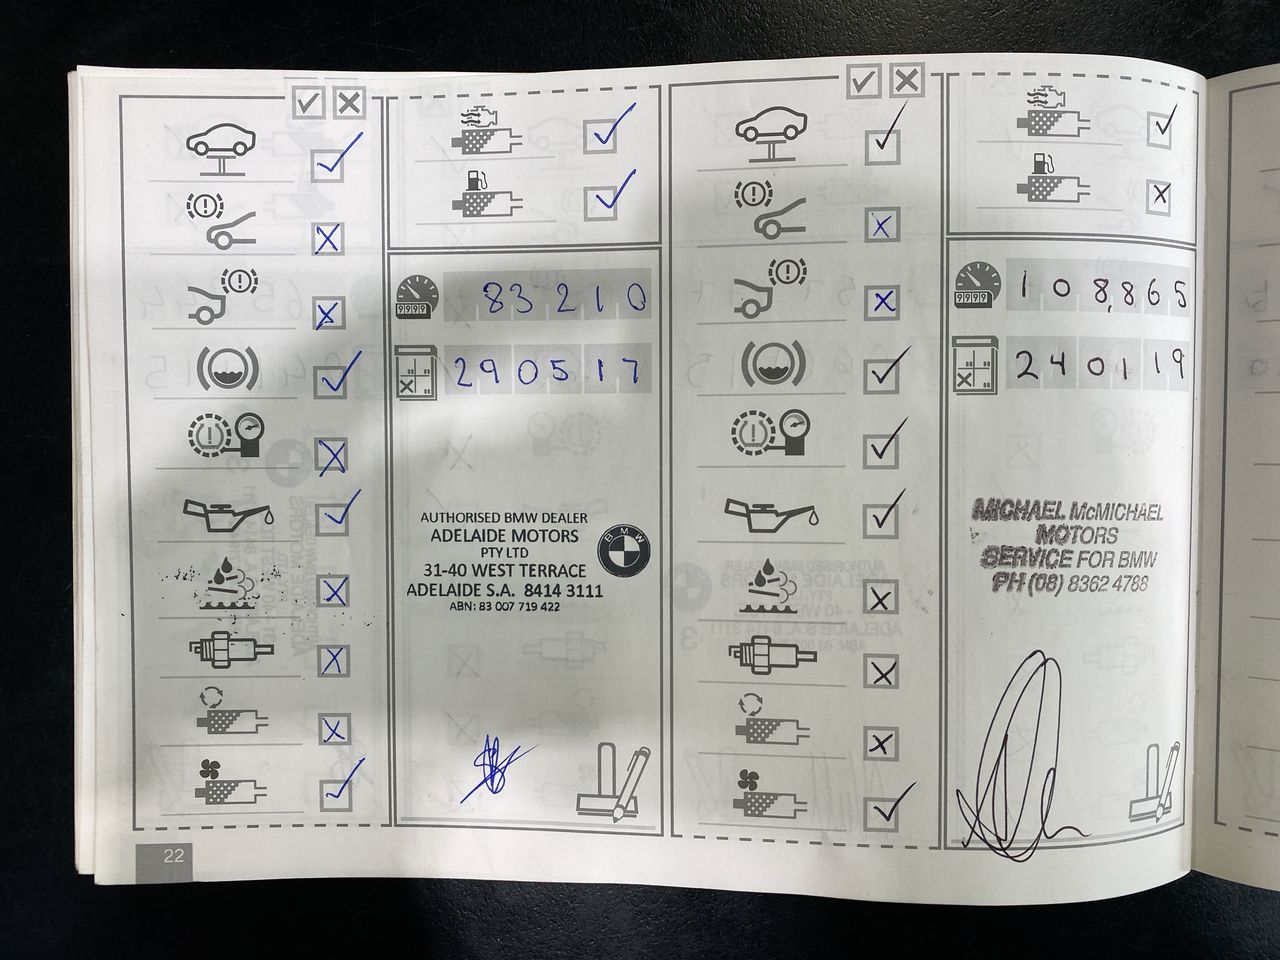 83210
290517
AUTHORISED BMW DEALER
ADELAIDE MOTORS
PTY LTD
31-40 WEST TERRACE
ADELAIDE S.A. 8414 3111
ABN: 83 007 719 422
BMW
108,865
240119
MICHAEL McMICHAEL
MOTORS
SERVICE FOR BMW
PH (08) 8362 4788
22